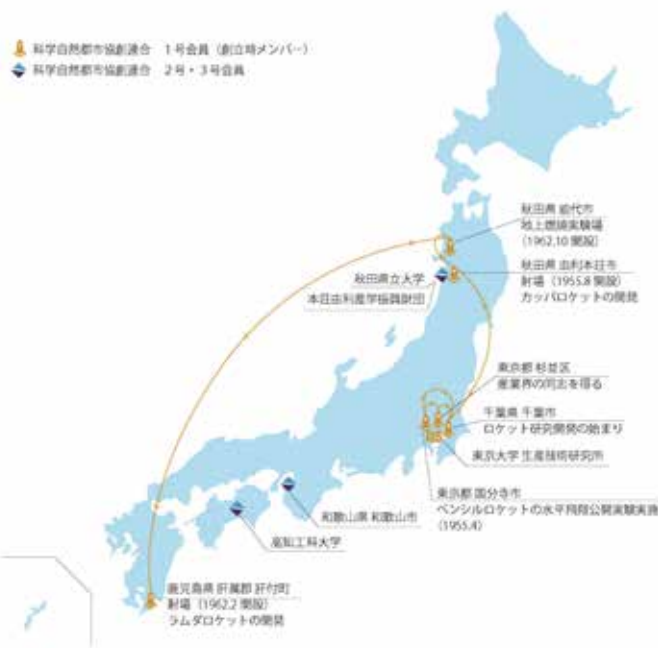 科学自然都市協創連合 1号会員（創立時メンバー）
科学自然都市協創連合 2号・3号会員
秋田県 能代市
地上燃焼実験場
（1962.10 開設）
秋田県 由利本荘市
射場（1955.8 開設）
カッパロケットの開発
秋田県立大学
本荘由利産学振興財団
東京都 杉並区
産業界の同志を得る
千葉県 千葉市
ロケット研究開発の始まり
東京大学 生産技術研究所
東京都 国分寺市
ペンシルロケットの水平飛翔公開実験実施
（1955.4）
和歌山県 和歌山市
高知工科大学
鹿児島県 肝属郡 肝付町
射場（1962.2 開設）
ラムダロケットの開発